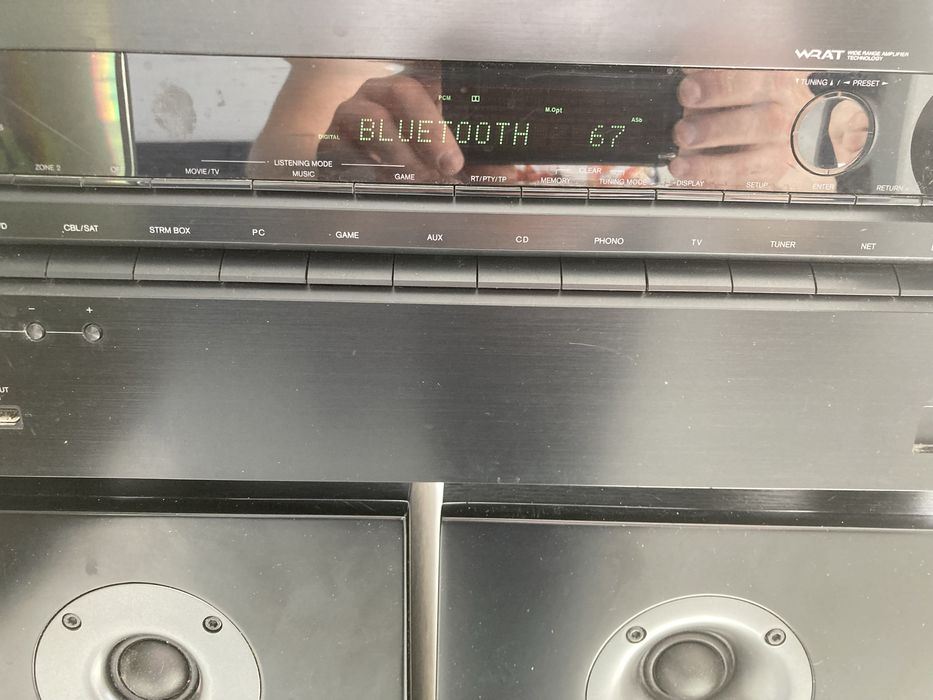 WRAT WIDE RANGE AMPLIFIER
TECHNOLOGY
TUNING / PRESET
PCM
M.Opt
ASb
DIGITAL BLUETOOTH 67
ZONE 2
LISTENING MODE
MOVIE/TV
MUSIC
GAME
RT/PTY/TP
MEMORY
CLEAR
TUNING MODE
DISPLAY
SETUP
ENTER
RETURN
CBL/SAT
STRM BOX
PC
GAME
AUX
CD
PHONO
TV
TUNER
NET
− +